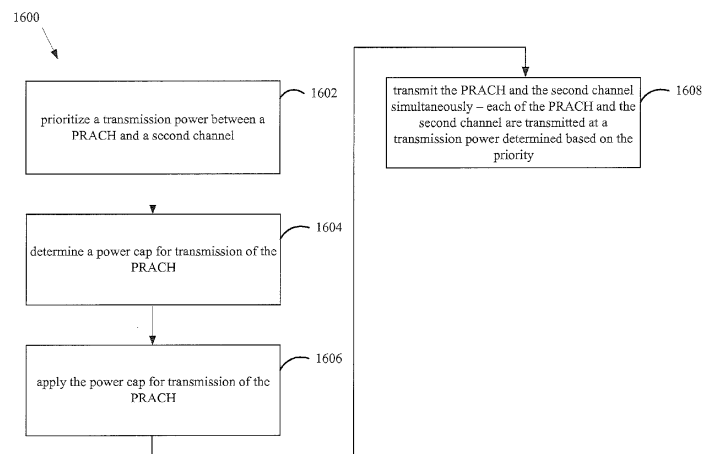 1600
1602
prioritize a transmission power between a
PRACH and a second channel
1604
determine a power cap for transmission of the
PRACH
1606
apply the power cap for transmission of the
PRACH
1608
transmit the PRACH and the second channel
simultaneously – each of the PRACH and the
second channel are transmitted at a
transmission power determined based on the
priority